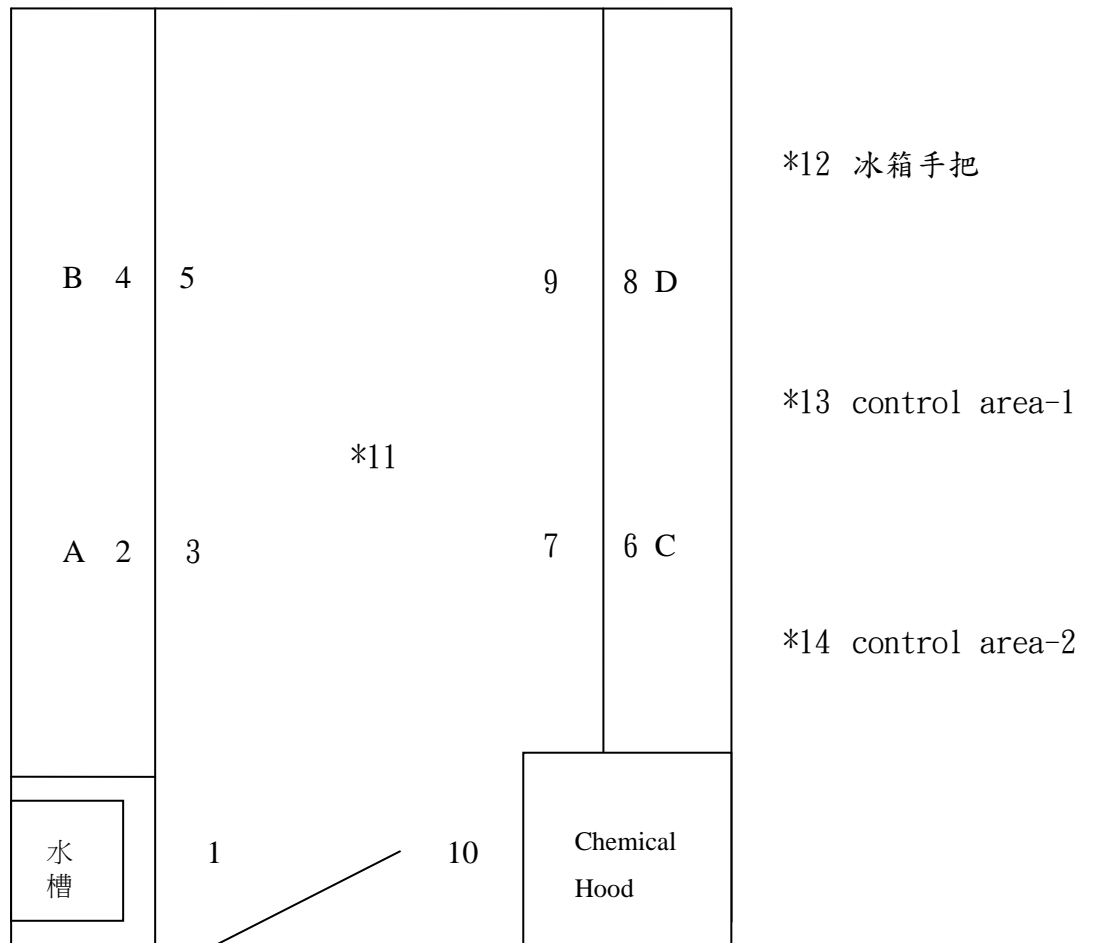 *12 冰箱手把
B 4 5 9 8 D
*13 control area-1
*11
A 2 3 7 6 C
*14 control area-2
水槽
1
10
Chemical
Hood